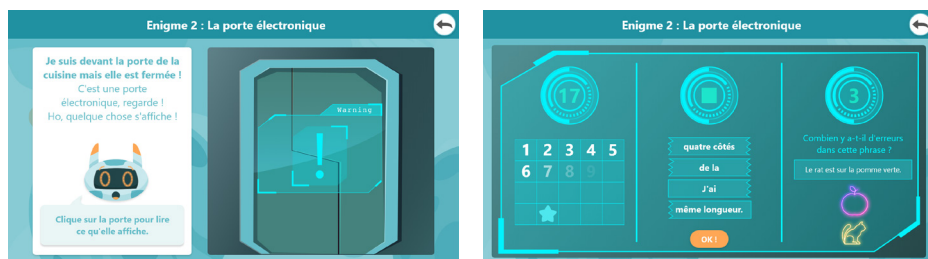 Enigme 2 : La porte électronique
Je suis devant la porte de la
cuisine mais elle est fermée !
C'est une porte
électronique, regarde !
Ho, quelque chose s'affiche !
Clique sur la porte pour lire
ce qu'elle affiche.
Warning
!
Enigme 2 : La porte électronique
17
1 2 3 4 5
6 7 8 9
quatre côtés
de la
J'ai
même longueur.
OK !
3
Combien y a-t-il d'erreurs
dans cette phrase ?
Le rat est sur la pomme verte.